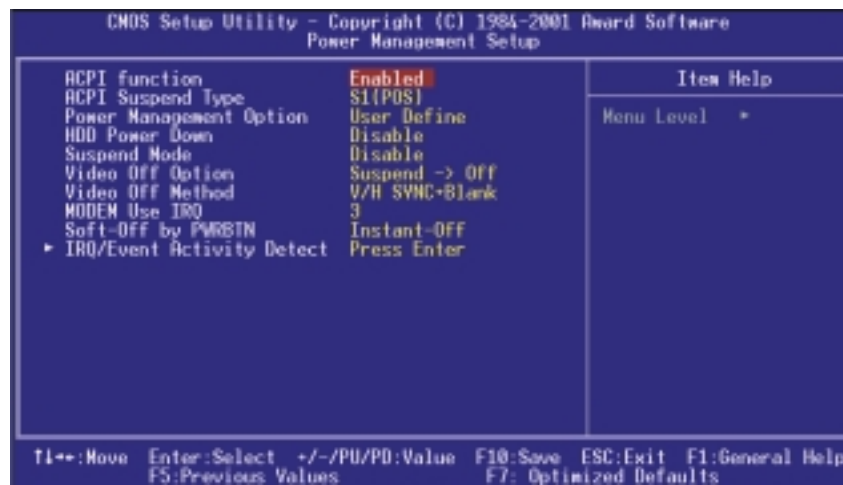 CMOS Setup Utility - Copyright (C) 1984-2001 Award Software
Power Management Setup
ACPI function Enabled
ACPI Suspend Type S1(POS)
Power Management Option User Define
HDD Power Down Disable
Suspend Mode Disable
Video Off Option Suspend -> Off
Video Off Method V/H SYNC+Blank
MODEM Use IRQ 3
Soft-Off by PWRBTN Instant-Off
► IRQ/Event Activity Detect Press Enter
Item Help
Menu Level ►
↑↓→←:Move Enter:Select +/-/PU/PD:Value F10:Save ESC:Exit F1:General Help
F5:Previous Values F7: Optimized Defaults